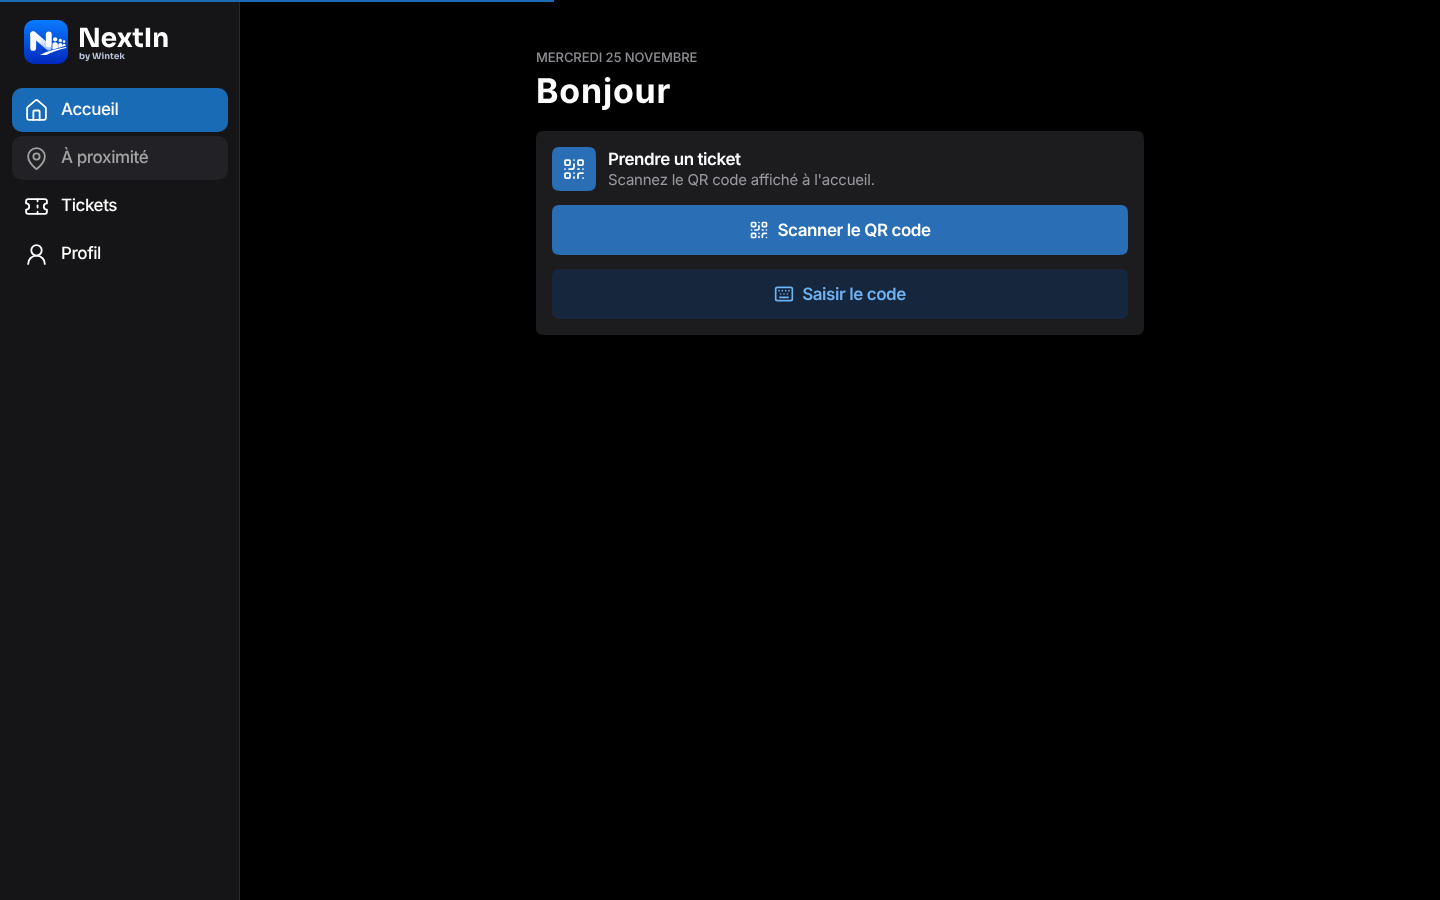 NextIn
by Wintek
Accueil
À proximité
Tickets
Profil
MERCREDI 25 NOVEMBRE
Bonjour
Prendre un ticket
Scannez le QR code affiché à l'accueil.
Scanner le QR code
Saisir le code